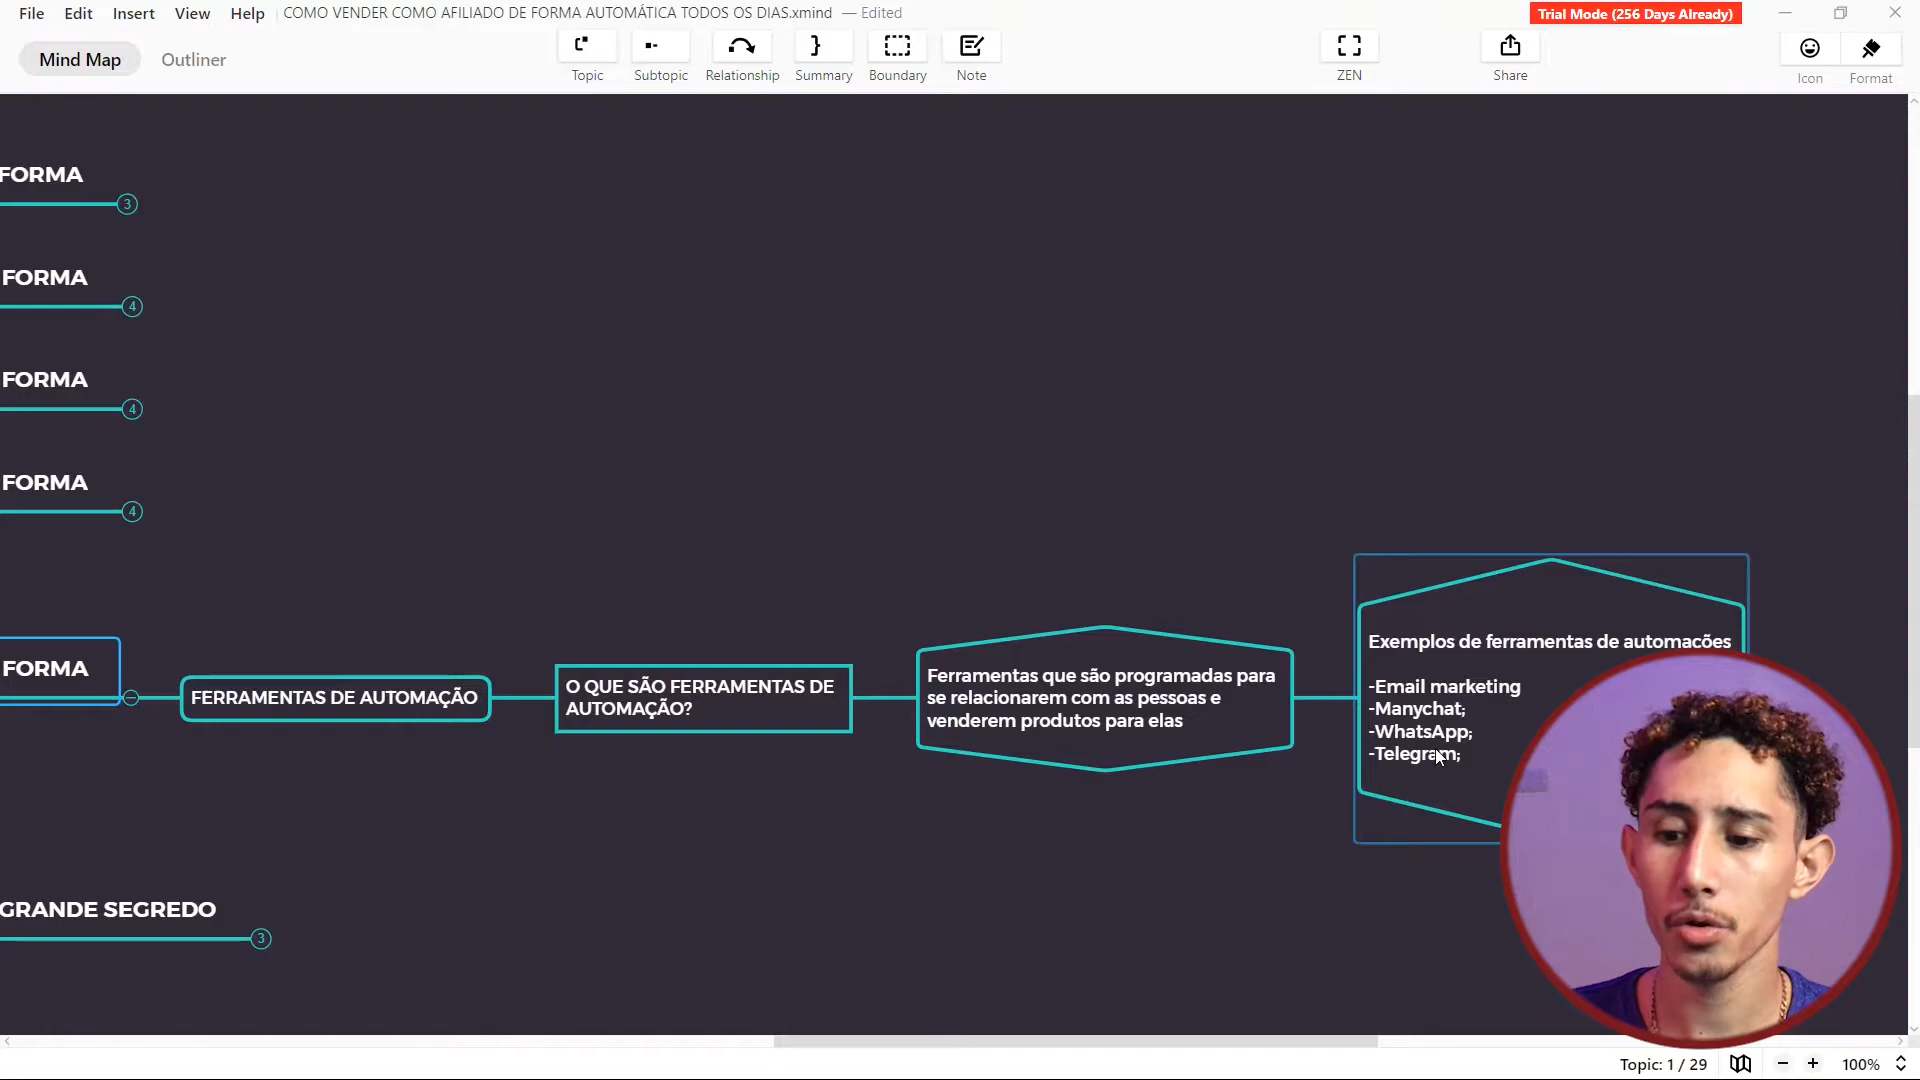 File Edit Insert View Help COMO VENDER COMO AFILIADO DE FORMA AUTOMÁTICA TODOS OS DIAS.xmind — Edited
Trial Mode (256 Days Already)
Mind Map Outliner
Topic Subtopic Relationship Summary Boundary Note ZEN Share Icon Format
FORMA
3
FORMA
4
FORMA
4
FORMA
4
FORMA
FERRAMENTAS DE AUTOMAÇÃO
O QUE SÃO FERRAMENTAS DE
AUTOMAÇÃO?
Ferramentas que são programadas para
se relacionarem com as pessoas e
venderem produtos para elas
Exemplos de ferramentas de automacões
-Email marketing
-Manychat;
-WhatsApp;
-Telegram;
GRANDE SEGREDO
3
Topic: 1 / 29 100%